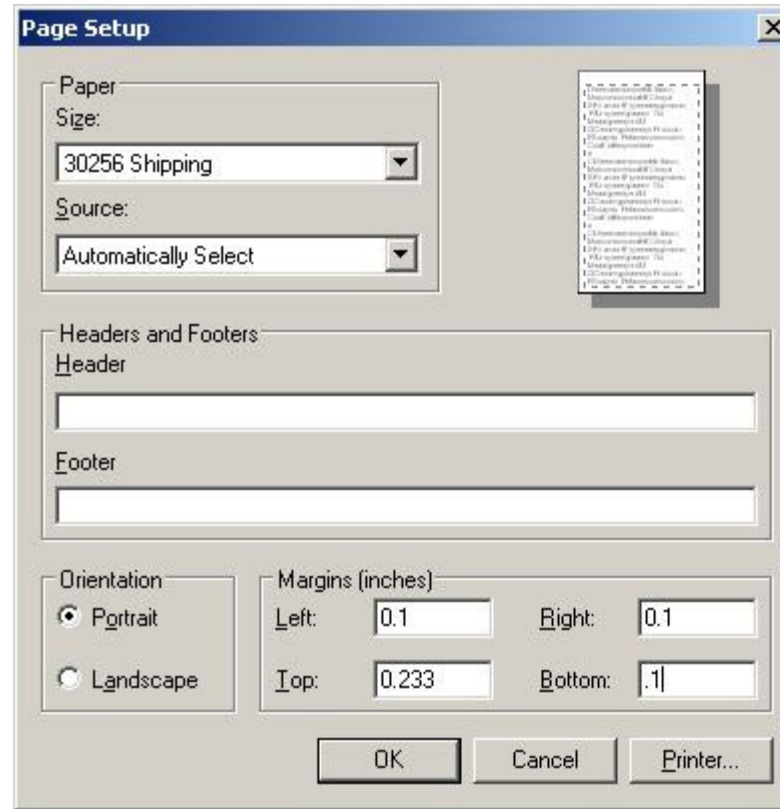 Page Setup
Paper
Size:
30256 Shipping
Source:
Automatically Select
Headers and Footers
Header
Footer
Orientation
Portrait
Landscape
Margins (inches)
Left: 0.1 Right: 0.1
Top: 0.233 Bottom: .1
OK Cancel Printer...